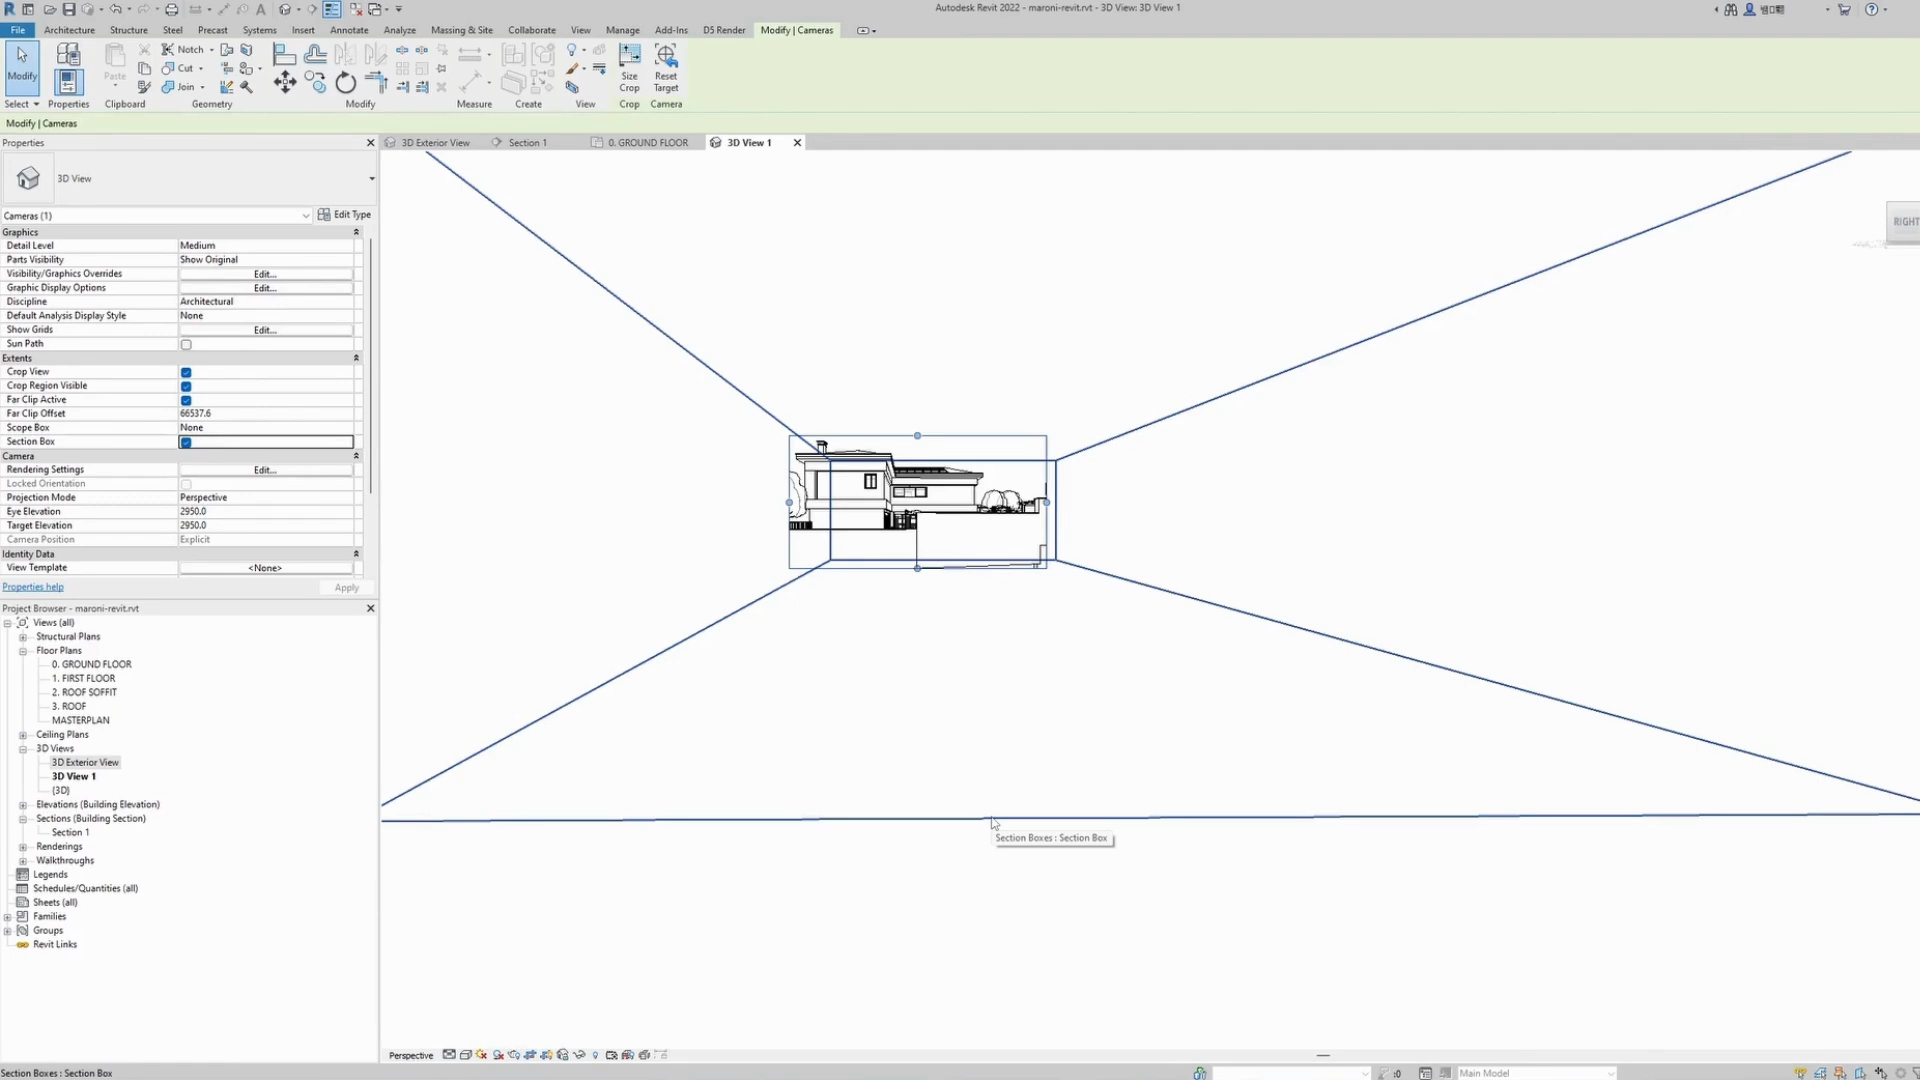 Autodesk Revit 2022 - maroni-revit.rvt - 3D View: 3D View 1
File Architecture Structure Steel Precast Systems Insert Annotate Analyze Massing & Site Collaborate View Manage Add-Ins D5 Render Modify | Cameras
Modify
Paste
Notch
Cut
Join
Size Crop
Reset Target
Select Properties Clipboard Geometry Modify Measure Create View Crop Camera
Modify | Cameras
Properties
3D Exterior View Section 1 0. GROUND FLOOR 3D View 1
3D View
RIGHT
Cameras (1) Edit Type
Graphics
Detail Level Medium
Parts Visibility Show Original
Visibility/Graphics Overrides Edit...
Graphic Display Options Edit...
Discipline Architectural
Default Analysis Display Style None
Show Grids Edit...
Sun Path
Extents
Crop View
Crop Region Visible
Far Clip Active
Far Clip Offset 66537.6
Scope Box None
Section Box
Camera
Rendering Settings Edit...
Locked Orientation
Projection Mode Perspective
Eye Elevation 2950.0
Target Elevation 2950.0
Camera Position Explicit
Identity Data
View Template <None>
Properties help Apply
Project Browser - maroni-revit.rvt
Views (all)
Structural Plans
Floor Plans
0. GROUND FLOOR
1. FIRST FLOOR
2. ROOF SOFFIT
3. ROOF
MASTERPLAN
Ceiling Plans
3D Views
3D Exterior View
3D View 1
{3D}
Elevations (Building Elevation)
Sections (Building Section)
Section 1
Renderings
Walkthroughs
Legends
Schedules/Quantities (all)
Sheets (all)
Families
Groups
Revit Links
Section Boxes : Section Box
Perspective
Section Boxes : Section Box
:0 Main Model